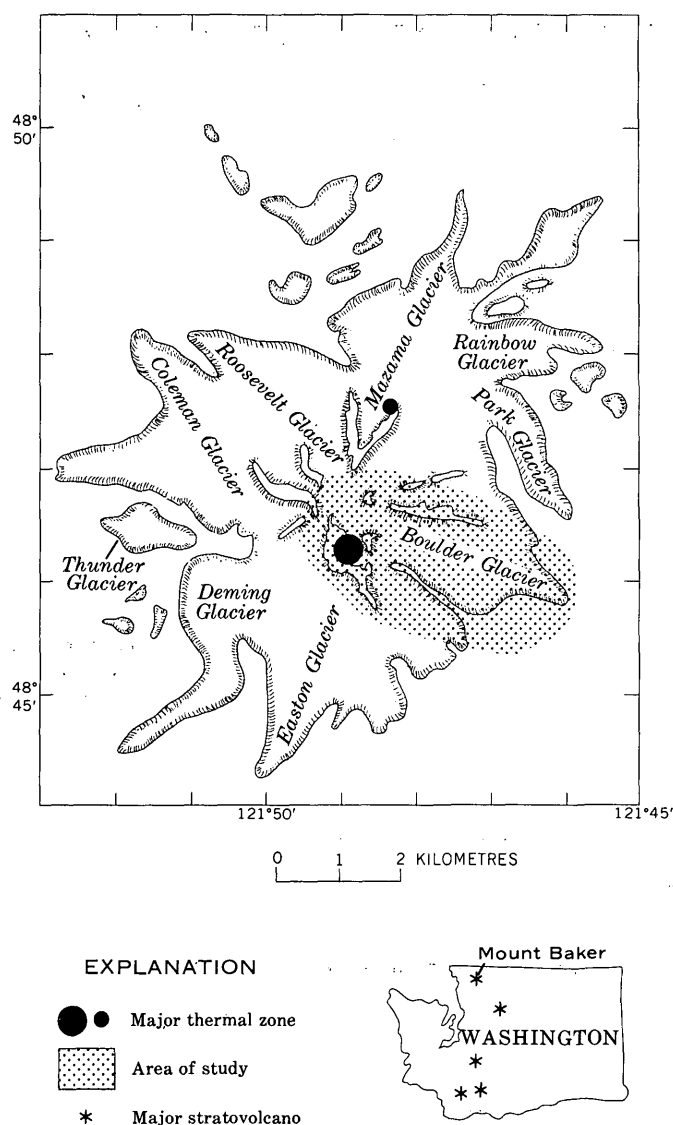 48°
50'
Mazama Glacier
Rainbow
Glacier
Roosevelt Glacier
Coleman Glacier
Park Glacier
Boulder Glacier
Thunder
Glacier
Deming
Glacier
Easton Glacier
48°
45'
121°50'
121°45'
0 1 2 KILOMETRES
EXPLANATION
Major thermal zone
Area of study
Major stratovolcano
Mount Baker
WASHINGTON